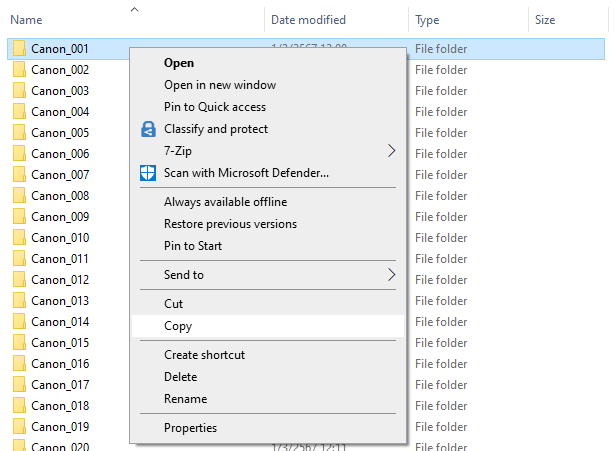 Name Date modified Type Size
Canon_001 File folder
Canon_002 File folder
Canon_003 File folder
Canon_004 File folder
Canon_005 File folder
Canon_006 File folder
Canon_007 File folder
Canon_008 File folder
Canon_009 File folder
Canon_010 File folder
Canon_011 File folder
Canon_012 File folder
Canon_013 File folder
Canon_014 File folder
Canon_015 File folder
Canon_016 File folder
Canon_017 File folder
Canon_018 File folder
Canon_019 File folder
Canon_020 1/3/2567 12:11 File folder
Open
Open in new window
Pin to Quick access
Classify and protect
7-Zip
Scan with Microsoft Defender...
Always available offline
Restore previous versions
Pin to Start
Send to
Cut
Copy
Create shortcut
Delete
Rename
Properties